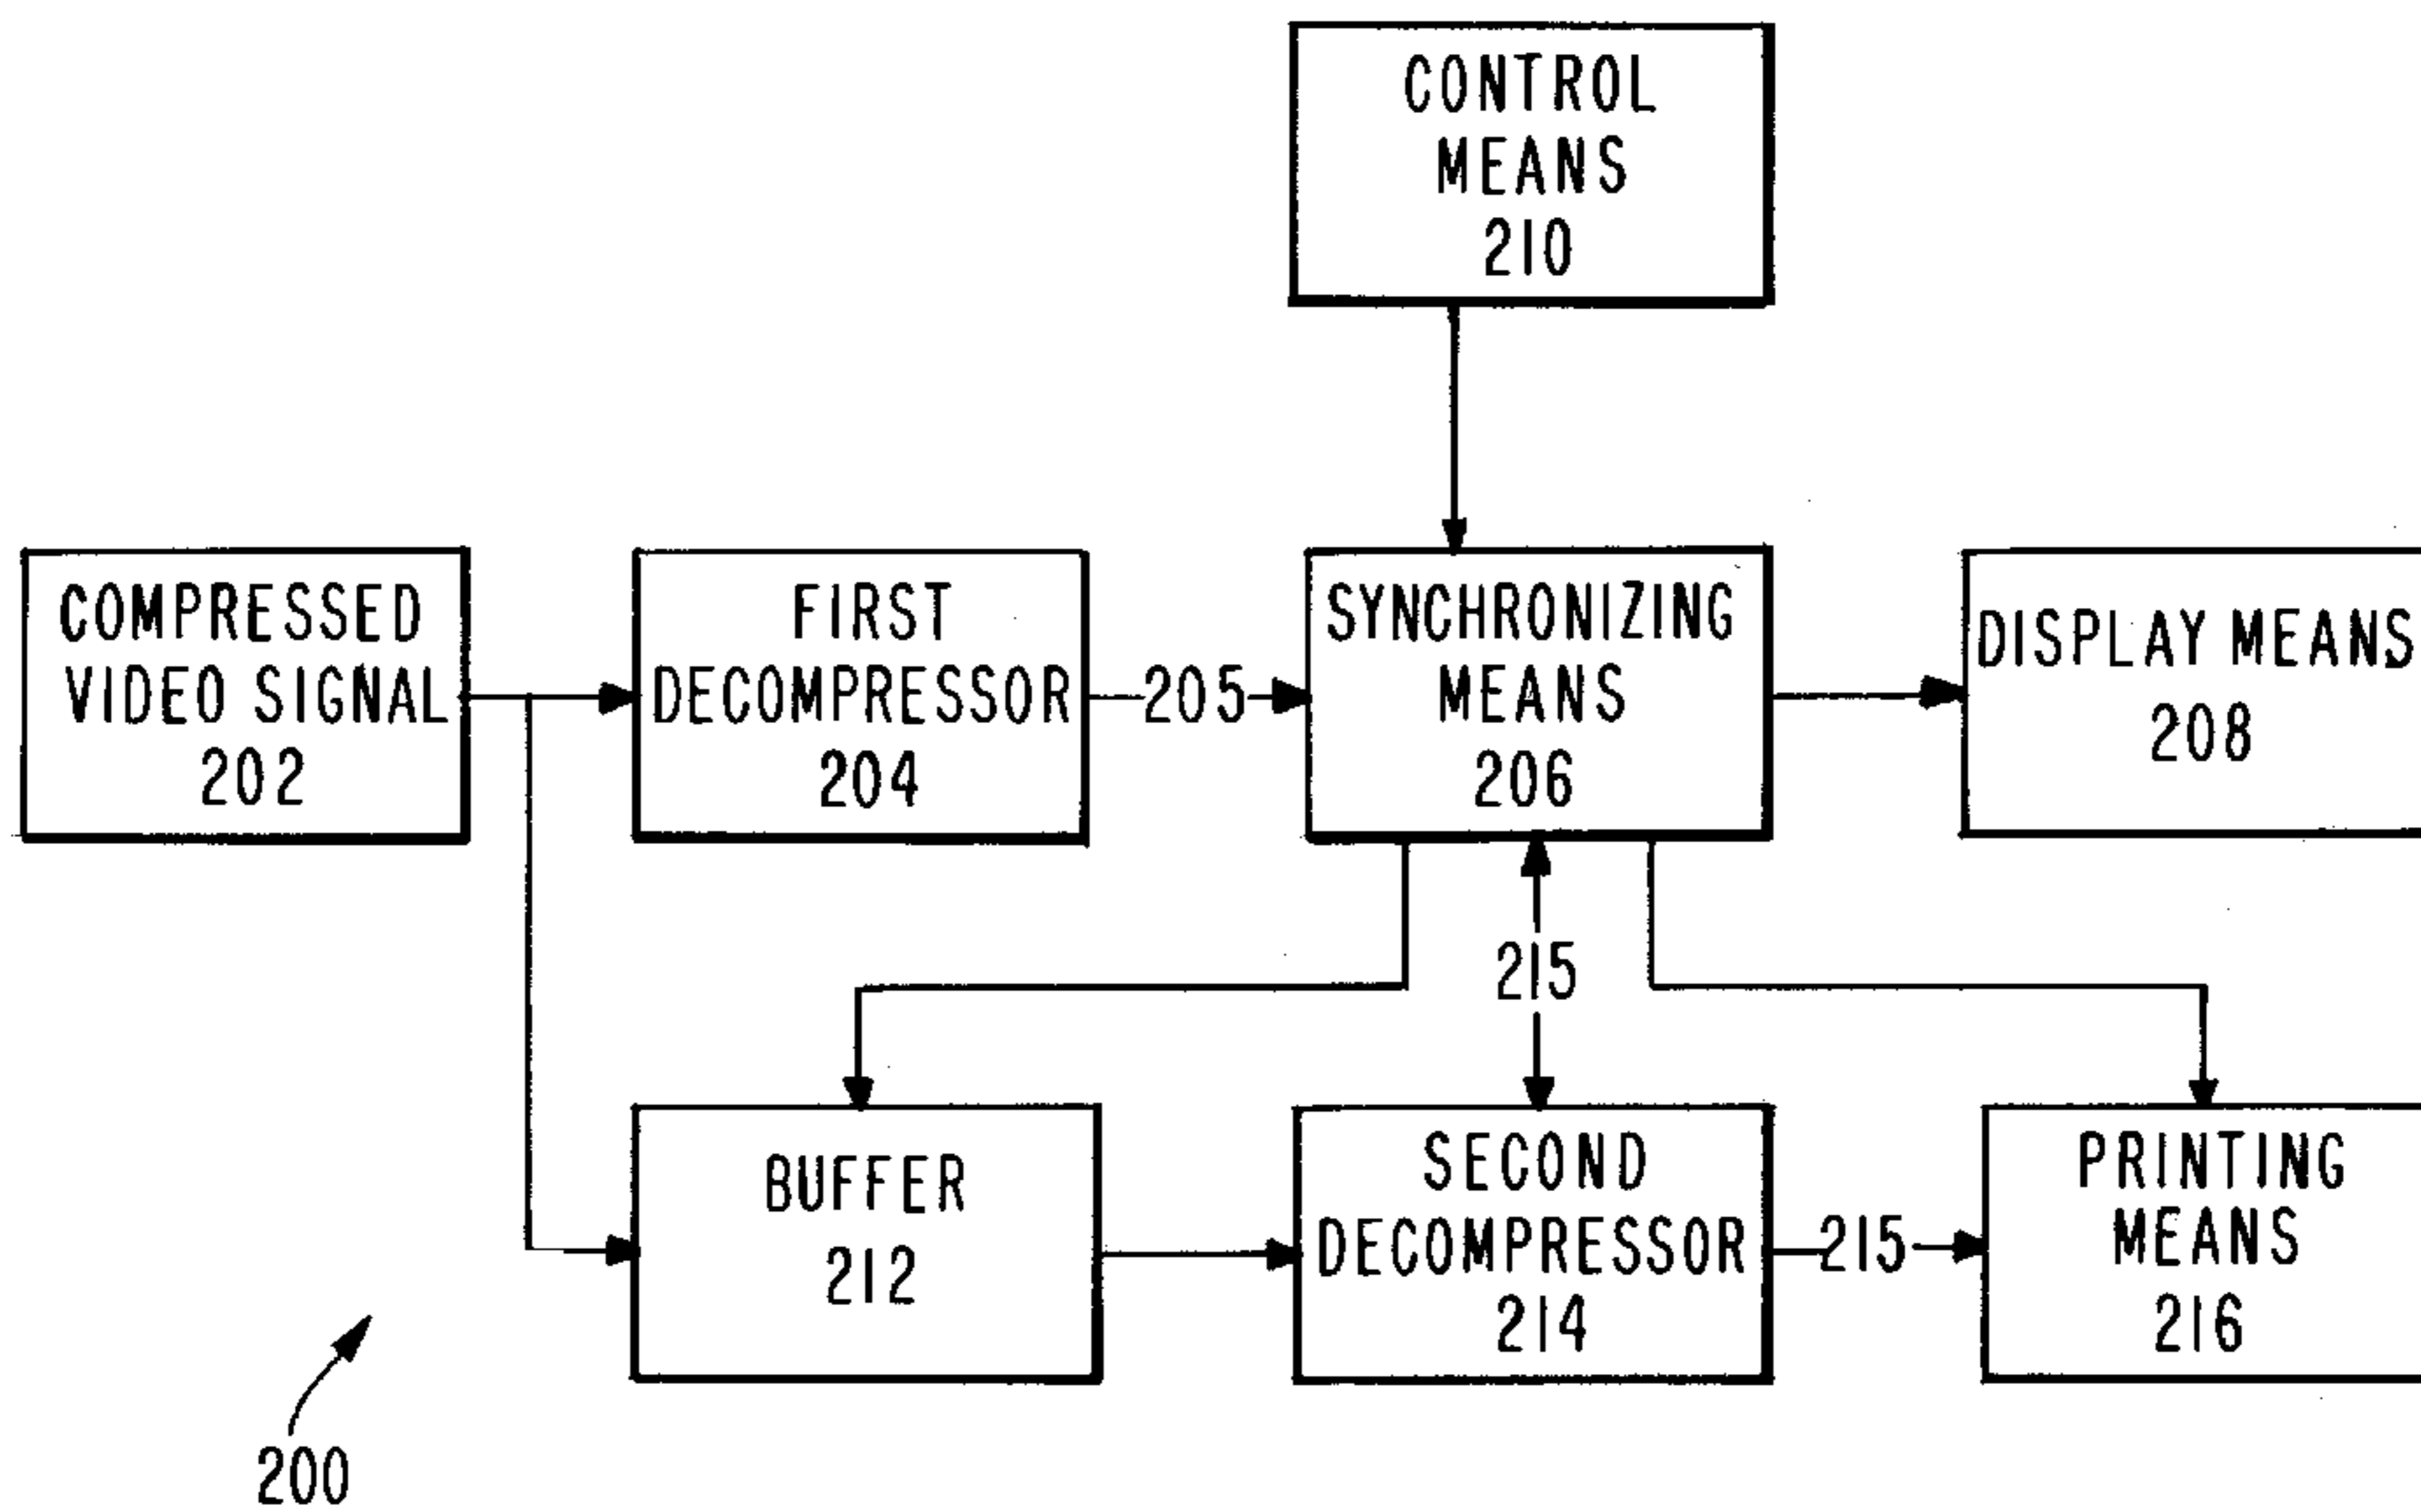 CONTROL
MEANS
210
COMPRESSED
VIDEO SIGNAL
202
FIRST
DECOMPRESSOR
204
205
SYNCHRONIZING
MEANS
206
DISPLAY MEANS
208
215
BUFFER
212
SECOND
DECOMPRESSOR
214
215
PRINTING
MEANS
216
200